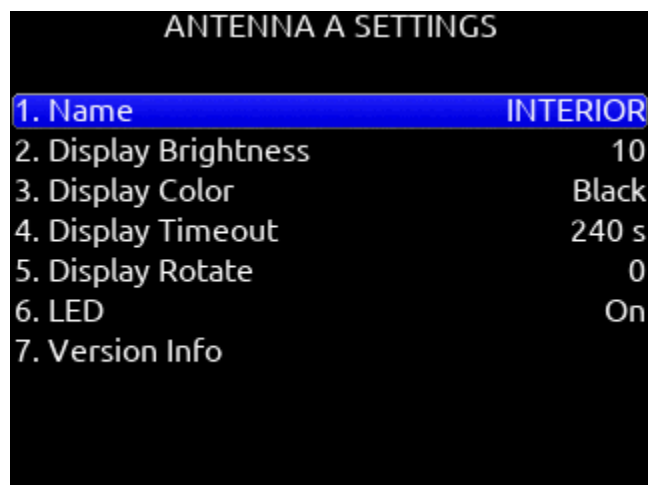 ANTENNA A SETTINGS
1. Name INTERIOR
2. Display Brightness 10
3. Display Color Black
4. Display Timeout 240 s
5. Display Rotate 0
6. LED On
7. Version Info